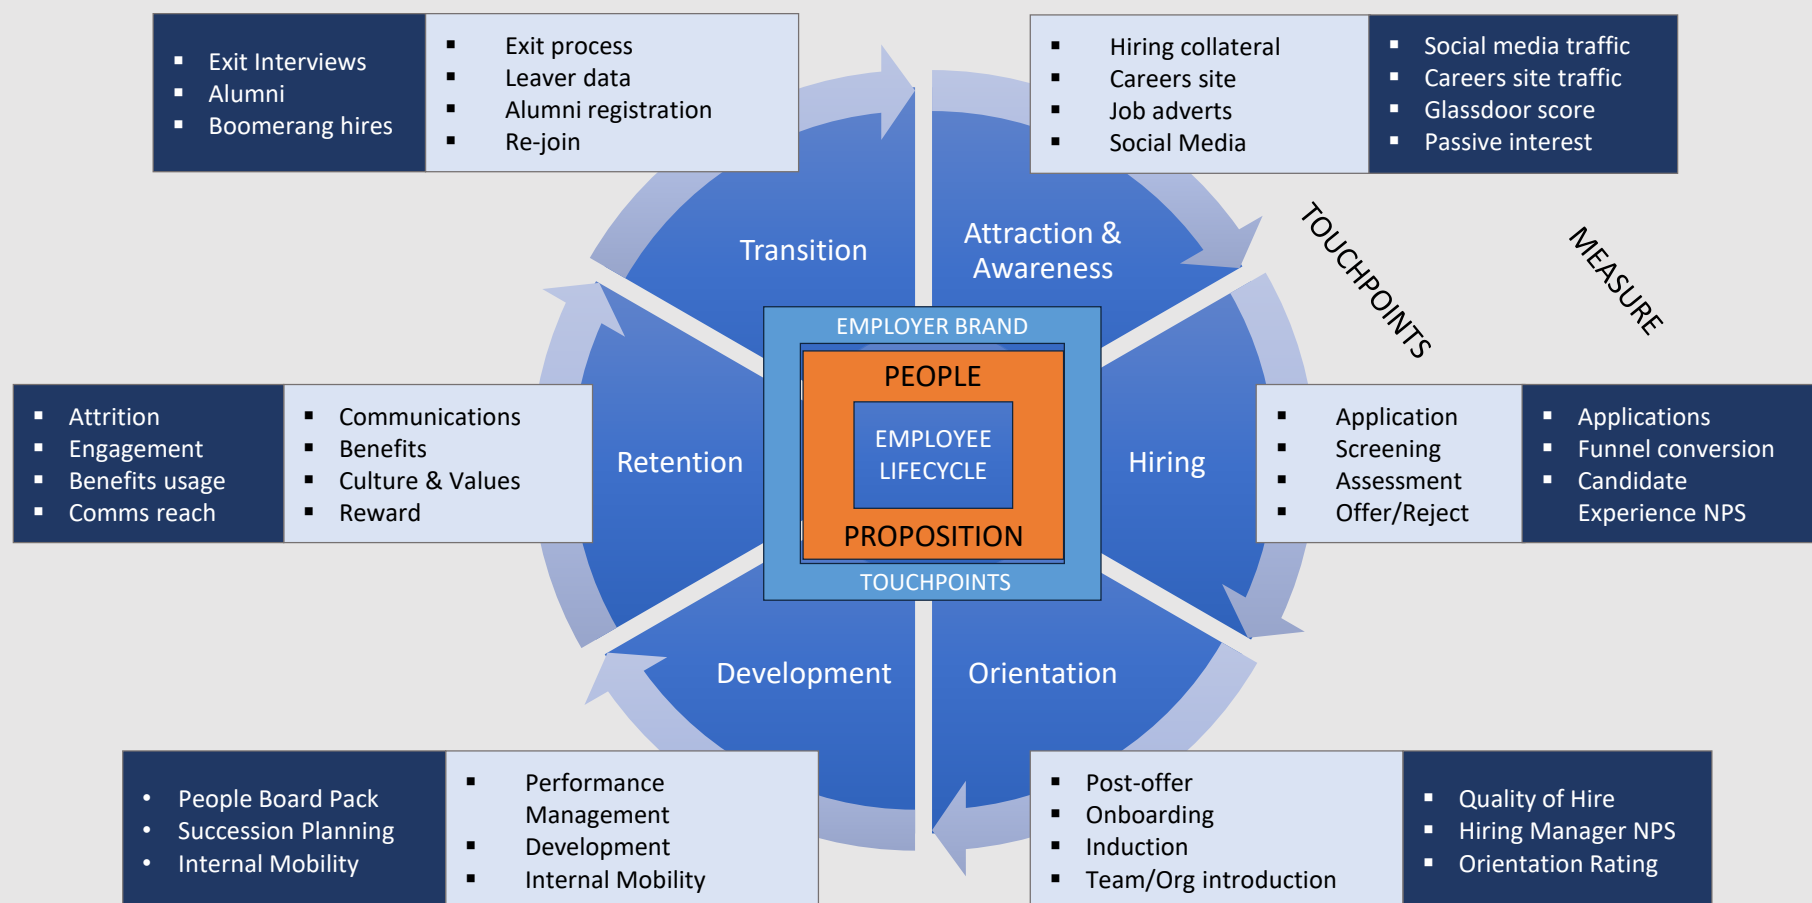 ▪ Exit Interviews
▪ Alumni
▪ Boomerang hires
▪ Exit process
▪ Leaver data
▪ Alumni registration
▪ Re-join
▪ Hiring collateral
▪ Careers site
▪ Job adverts
▪ Social Media
▪ Social media traffic
▪ Careers site traffic
▪ Glassdoor score
▪ Passive interest
TOUCHPOINTS
MEASURE
Transition
Attraction &
Awareness
EMPLOYER BRAND
PEOPLE
EMPLOYEE
LIFECYCLE
PROPOSITION
TOUCHPOINTS
▪ Attrition
▪ Engagement
▪ Benefits usage
▪ Comms reach
▪ Communications
▪ Benefits
▪ Culture & Values
▪ Reward
Retention
Hiring
▪ Application
▪ Screening
▪ Assessment
▪ Offer/Reject
▪ Applications
▪ Funnel conversion
▪ Candidate
Experience NPS
Development
Orientation
• People Board Pack
• Succession Planning
• Internal Mobility
▪ Performance
Management
▪ Development
▪ Internal Mobility
▪ Post-offer
▪ Onboarding
▪ Induction
▪ Team/Org introduction
▪ Quality of Hire
▪ Hiring Manager NPS
▪ Orientation Rating